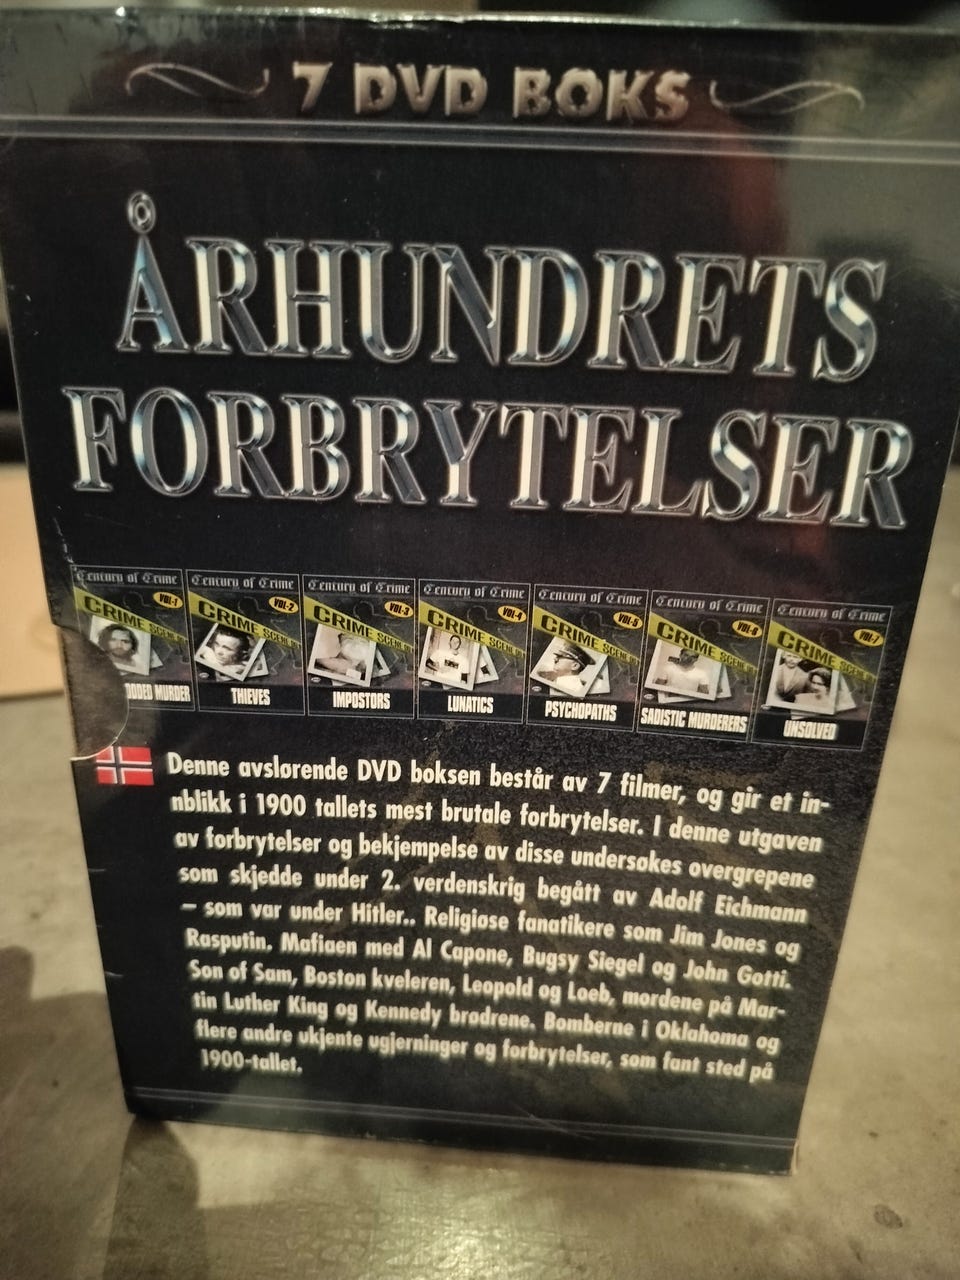 7 DVD BOKS
ÅRHUNDRETS
FORBRYTELSER
Century of Crime Century of Crime Century of Crime Century of Crime Century of Crime Century of Crime Century of Crime
VOL-1 VOL-2 VOL-3 VOL-4 VOL-5 VOL-6 VOL-7
CRIME CRIME SCENE CRIME SCENE CRIME SCENE CRIME SCENE CRIME SCENE CRIME SCENE
MURDER THIEVES IMPOSTORS LUNATICS PSYCHOPATHS SADISTIC MURDERERS UNSOLVED
Denne avslørende DVD boksen består av 7 filmer, og gir et in-
nblikk i 1900 tallets mest brutale forbrytelser. I denne utgaven
av forbrytelser og bekjempelse av disse undersøkes overgrepene
som skjedde under 2. verdenskrig begått av Adolf Eichmann
– som var under Hitler.. Religiøse fanatikere som Jim Jones og
Rasputin. Mafiaen med Al Capone, Bugsy Siegel og John Gotti.
Son of Sam, Boston kveleren, Leopold og Loeb, mordene på Mar-
tin Luther King og Kennedy brødrene. Bomberne i Oklahoma og
flere andre ukjente ugjerninger og forbrytelser, som fant sted på
1900-tallet.